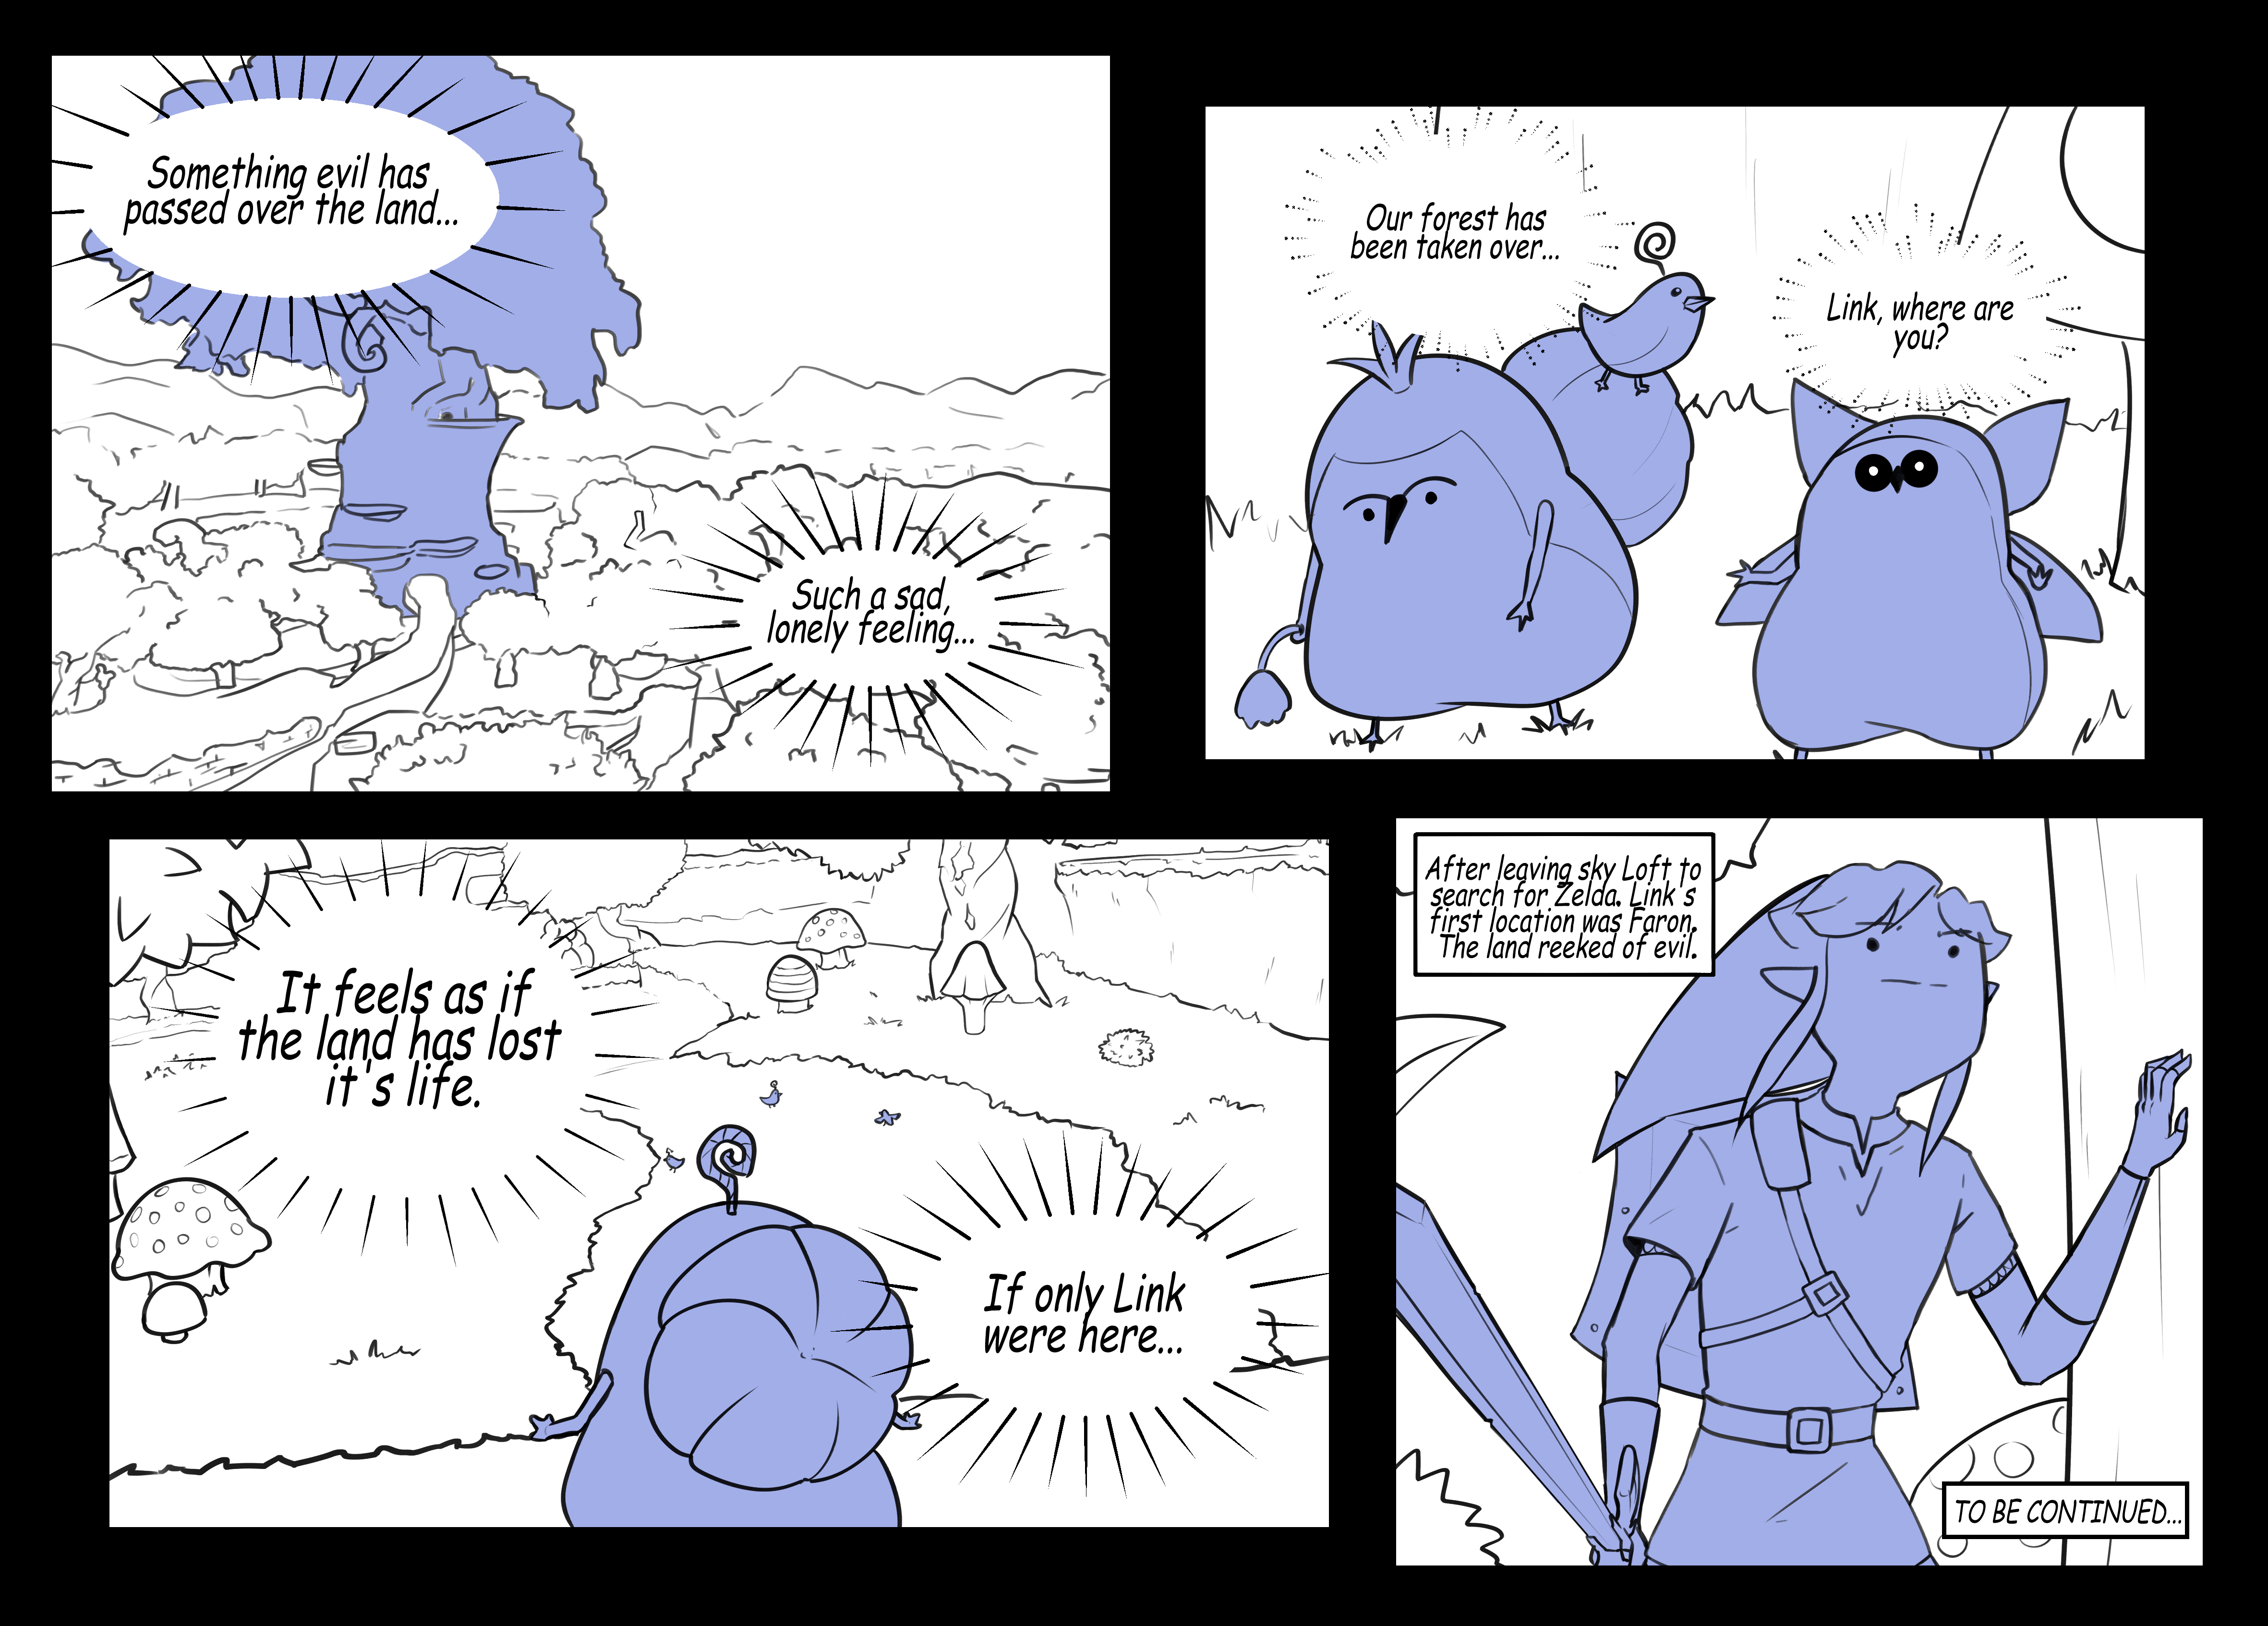 Something evil has
passed over the land...
Such a sad,
lonely feeling...
Our forest has
been taken over...
Link, where are
you?
It feels as if
the land has lost
it's life.
If only Link
were here...
After leaving sky Loft to
search for Zelda. Link's
first location was Faron.
The land reeked of evil.
TO BE CONTINUED...